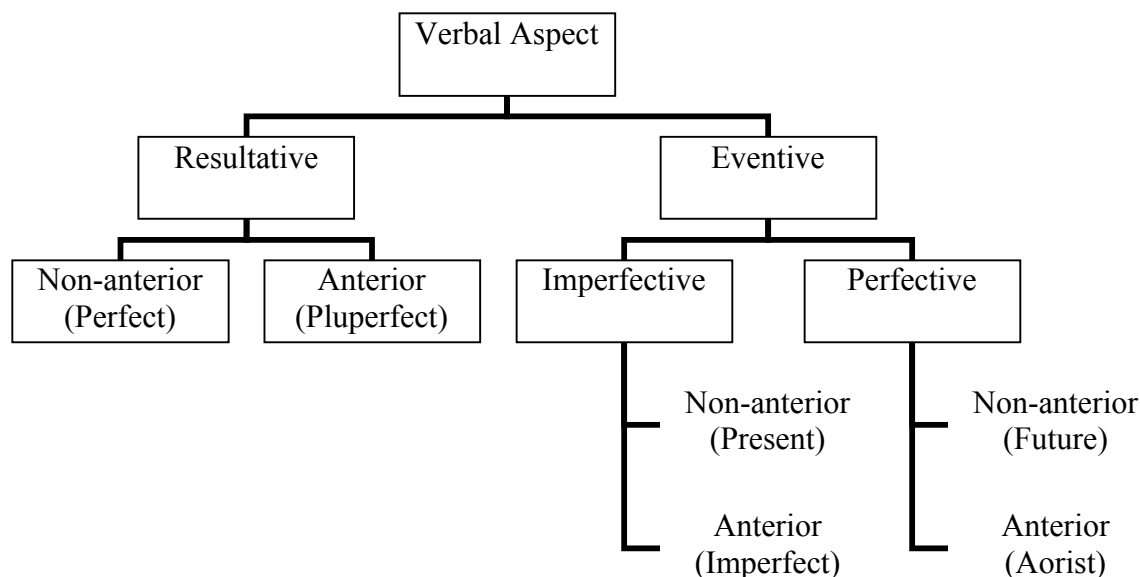 Verbal Aspect
Resultative
Eventive
Non-anterior
(Perfect)
Anterior
(Pluperfect)
Imperfective
Perfective
Non-anterior
(Present)
Non-anterior
(Future)
Anterior
(Imperfect)
Anterior
(Aorist)